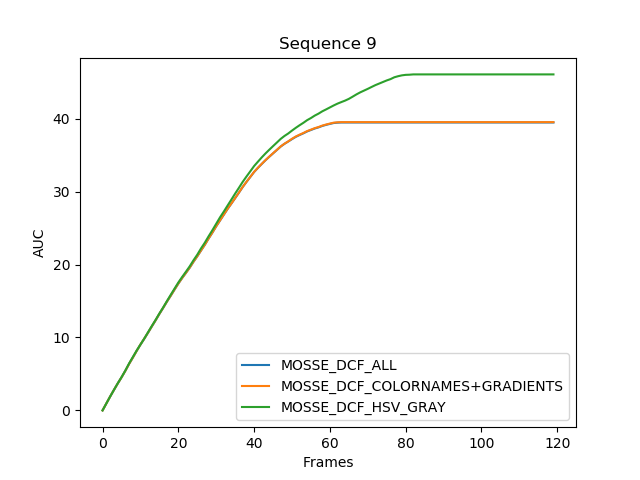 Sequence 9
AUC
40
30
20
10
0
MOSSE_DCF_ALL
MOSSE_DCF_COLORNAMES+GRADIENTS
MOSSE_DCF_HSV_GRAY
0 20 40 60 80 100 120
Frames